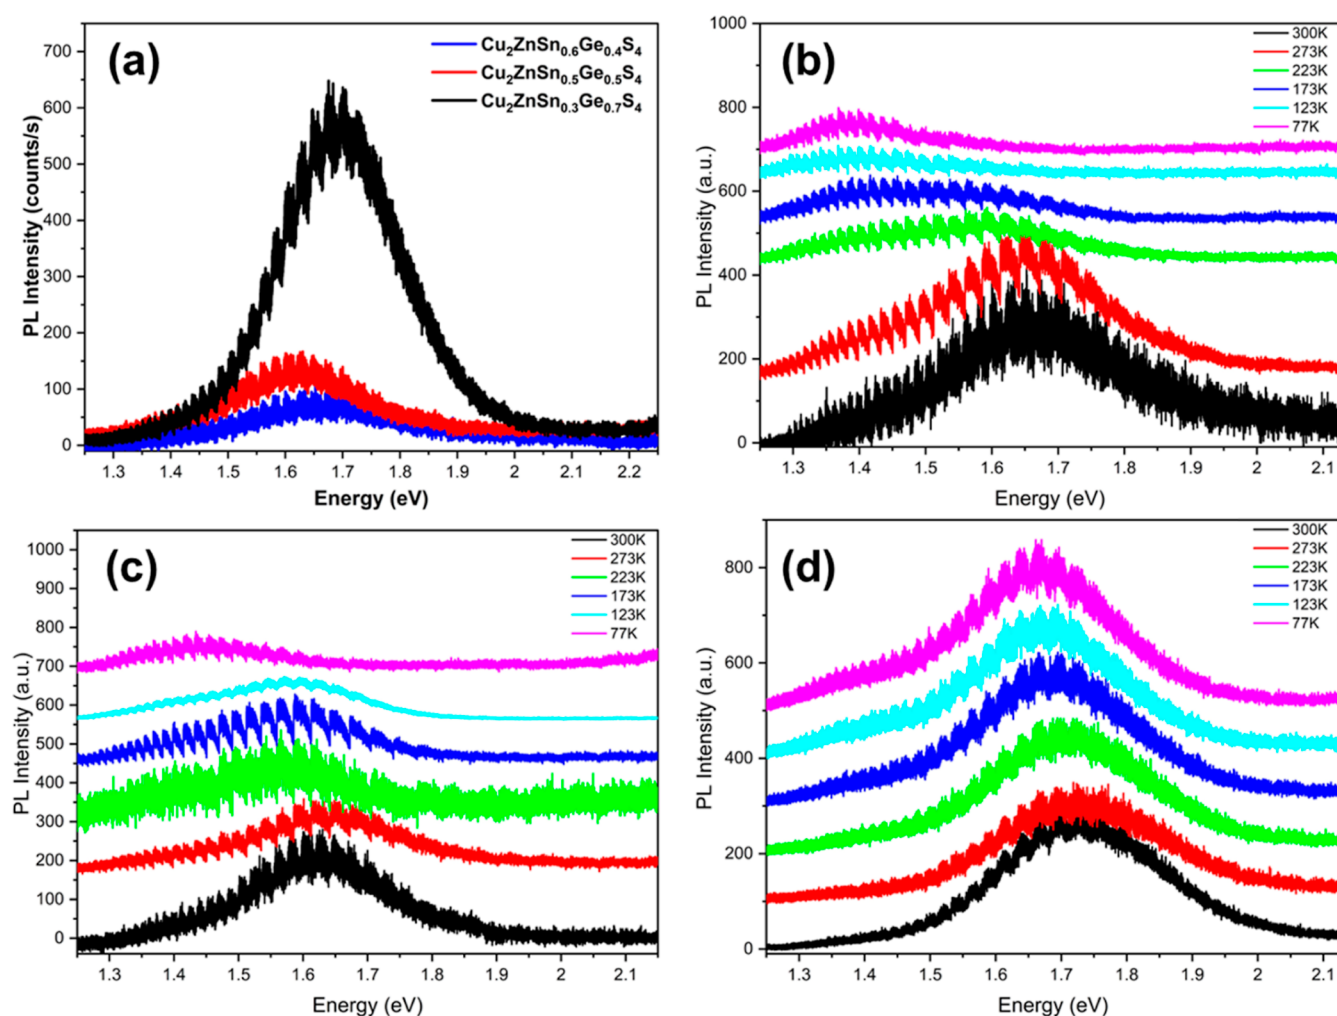 (a)
Cu₂ZnSn₀.₆Ge₀.₄S₄
Cu₂ZnSn₀.₅Ge₀.₅S₄
Cu₂ZnSn₀.₃Ge₀.₇S₄
PL Intensity (counts/s)
700
600
500
400
300
200
100
0
1.3 1.4 1.5 1.6 1.7 1.8 1.9 2 2.1 2.2
Energy (eV)
(b)
300K
273K
223K
173K
123K
77K
PL Intensity (a.u.)
1000
800
600
400
200
0
1.3 1.4 1.5 1.6 1.7 1.8 1.9 2 2.1
Energy (eV)
(c)
300K
273K
223K
173K
123K
77K
PL Intensity (a.u.)
1000
900
800
700
600
500
400
300
200
100
0
1.3 1.4 1.5 1.6 1.7 1.8 1.9 2 2.1
Energy (eV)
(d)
300K
273K
223K
173K
123K
77K
PL Intensity (a.u.)
800
600
400
200
0
1.3 1.4 1.5 1.6 1.7 1.8 1.9 2 2.1
Energy (eV)